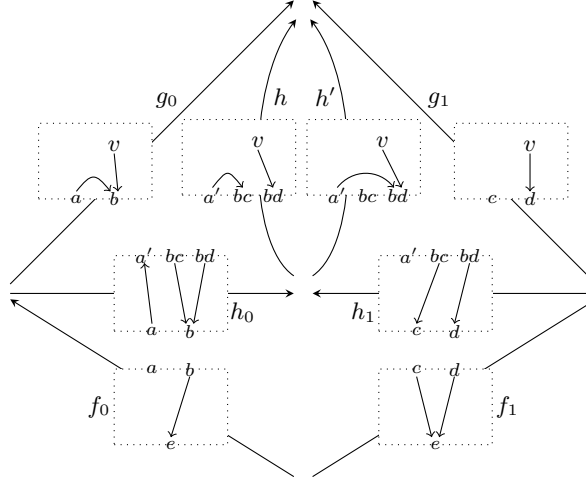 g₀ h h′ g₁
v v v v
a b a′ bc bd a′ bc bd c d
a′ bc bd a′ bc bd
h₀ h₁
a b c d
a b c d
f₀ f₁
e e